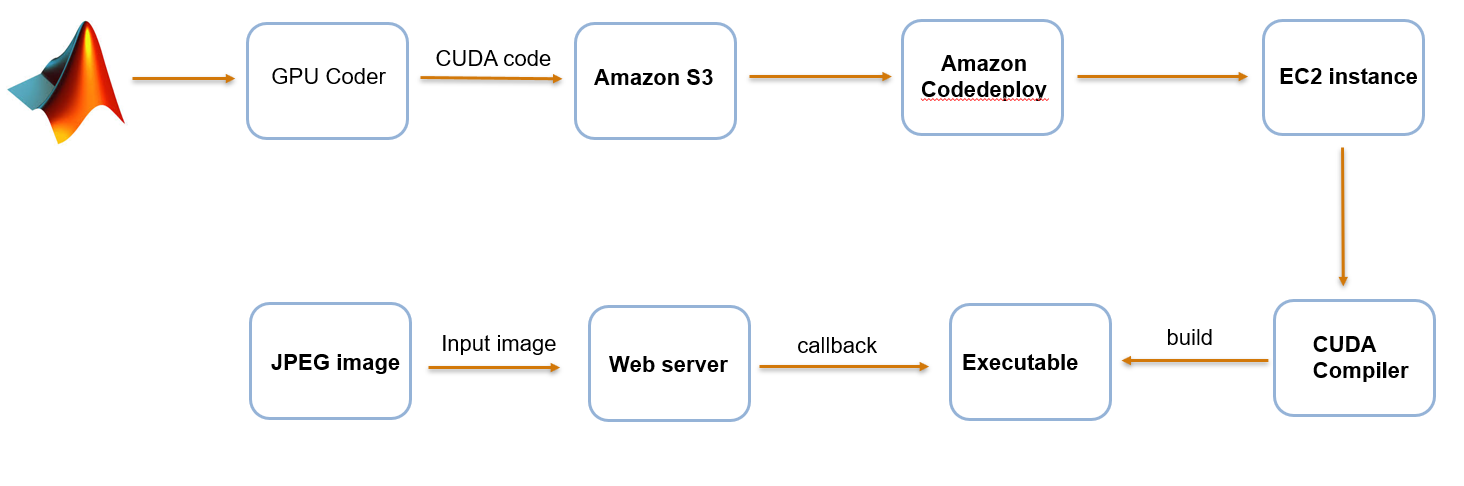 GPU Coder
CUDA code
Amazon S3
Amazon
Codedeploy
EC2 instance
JPEG image
Input image
Web server
callback
Executable
build
CUDA
Compiler